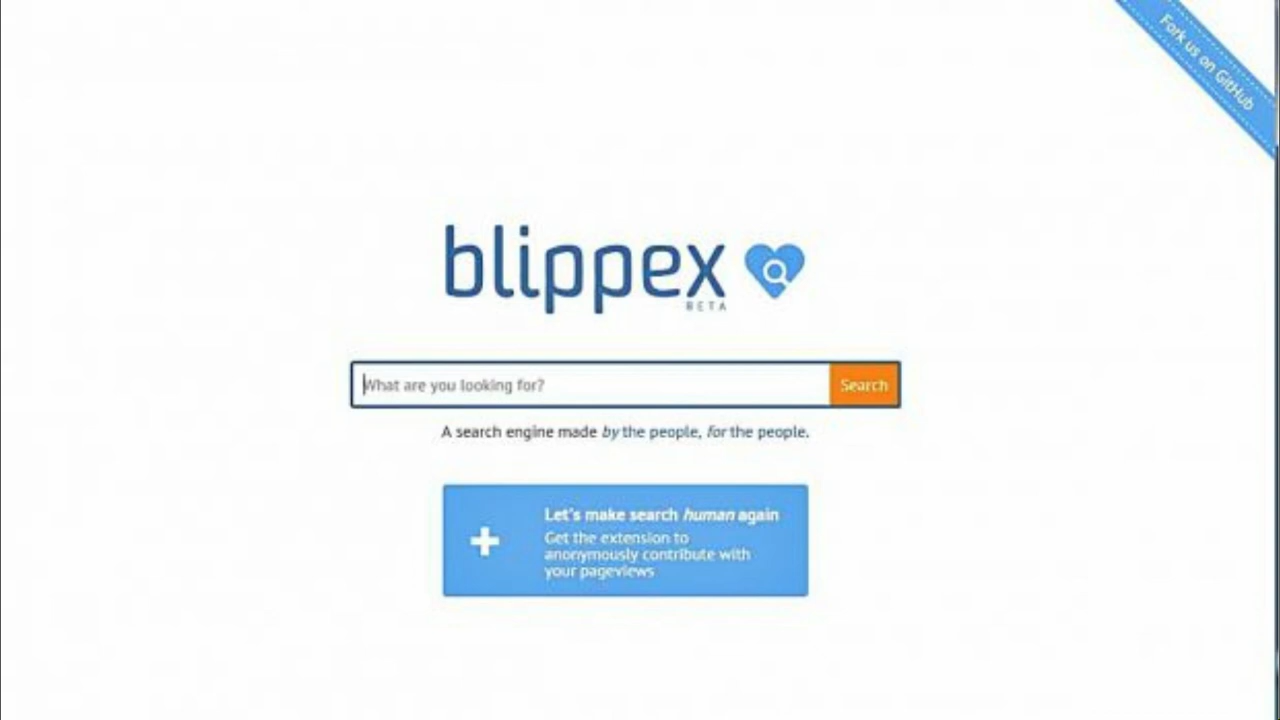 Fork us on GitHub
blippex
BETA
What are you looking for?
Search
A search engine made by the people, for the people.
Let's make search human again
Get the extension to
anonymously contribute with
your pageviews